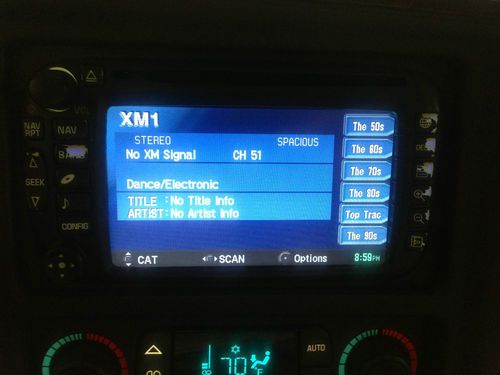 XM1
STEREO SPACIOUS
No XM Signal CH 51
Dance/Electronic
TITLE : No Title Info
ARTIST: No Artist Info
CAT SCAN Options 8:59PM
The 50s
The 60s
The 70s
The 80s
Top Trac
The 90s
NAV RPT
NAV
SEEK
CONFIG
VOL
AUTO
70
F